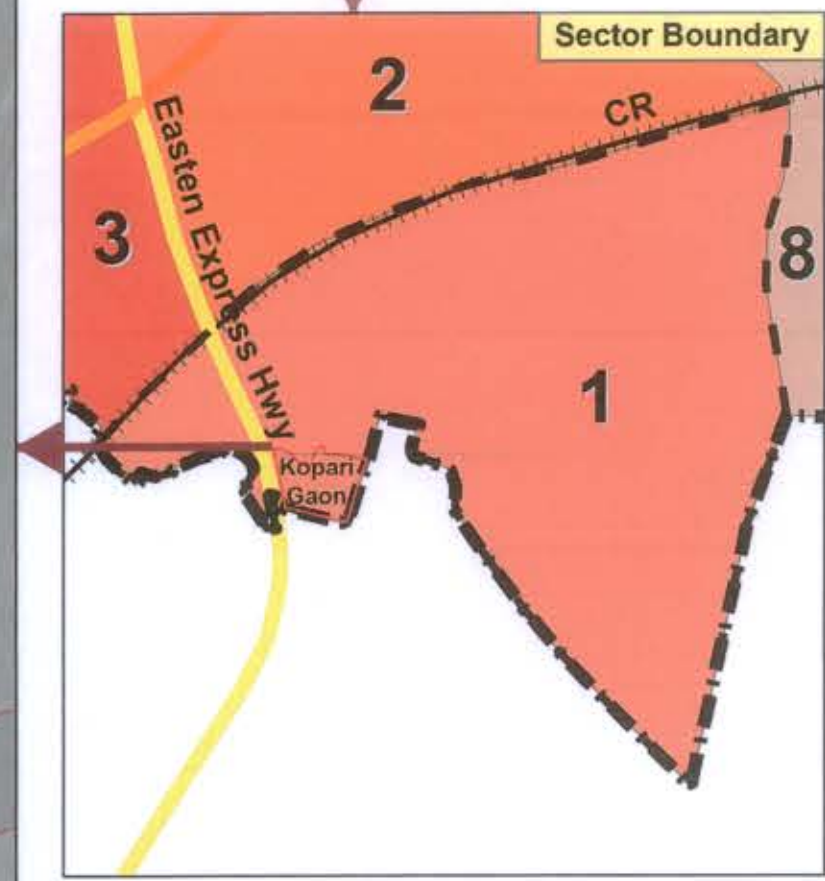 Sector Boundary
2
CR
Easten Express Hwy
3
8
1
Kopari
Gaon